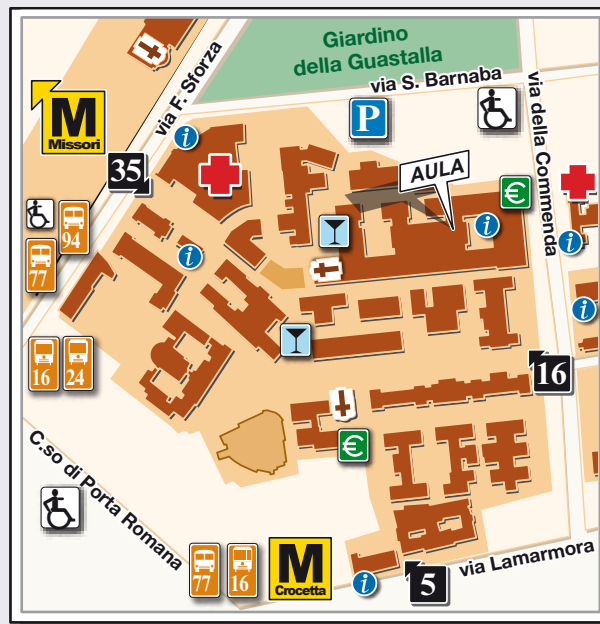 Giardino
della Guastalla
via F. Sforza
via S. Barnaba
M
Missori
P
via della Commenda
i
35
AULA
€
94
77
i
i
i
i
16
24
16
€
C.so di Porta Romana
77
16
M
Crocetta
i
5
via Lamarmora